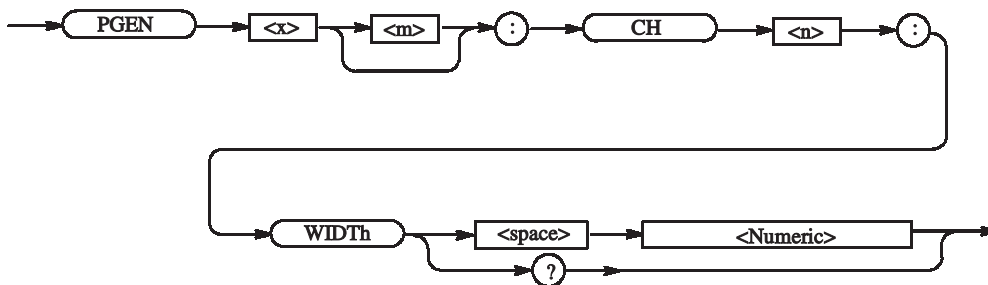 PGEN <x> <m> : CH <n> :
WIDTh <space> <Numeric>
?